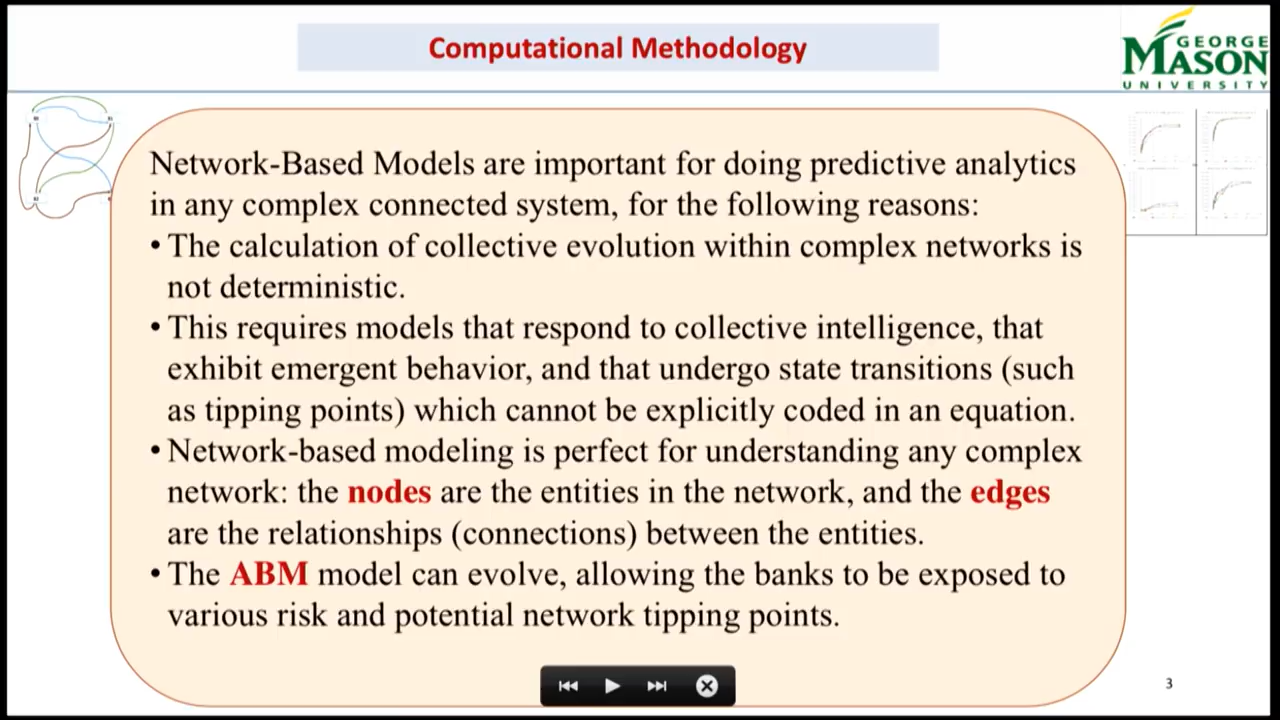 Computational Methodology
GEORGE
MASON
UNIVERSITY
Network-Based Models are important for doing predictive analytics
in any complex connected system, for the following reasons:
• The calculation of collective evolution within complex networks is
not deterministic.
• This requires models that respond to collective intelligence, that
exhibit emergent behavior, and that undergo state transitions (such
as tipping points) which cannot be explicitly coded in an equation.
• Network-based modeling is perfect for understanding any complex
network: the nodes are the entities in the network, and the edges
are the relationships (connections) between the entities.
• The ABM model can evolve, allowing the banks to be exposed to
various risk and potential network tipping points.
3